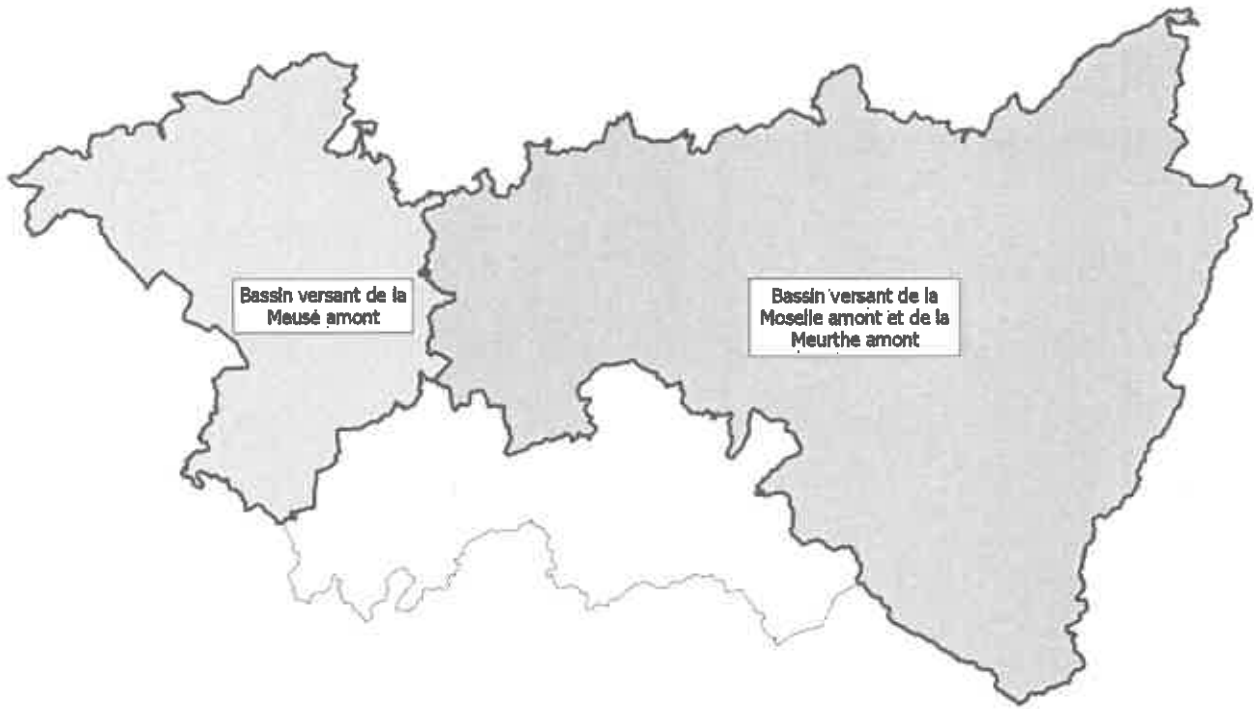 Bassin versant de la
Meuse amont
Bassin versant de la
Moselle amont et de la
Meurthe amont